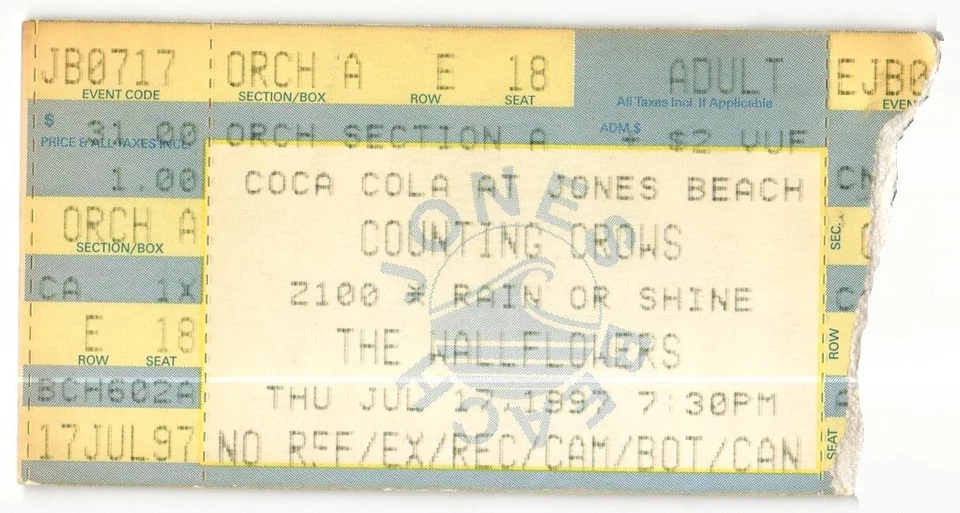 JB0717 ORCH A E 18 ADULT EJB0
EVENT CODE SECTION/BOX ROW SEAT All Taxes Incl. If Applicable EVEN
$ ADM.$
31.00 ORCH SECTION A + $2 VUF
PRICE & ALL TAXES INCL
1.00 COCA COLA AT JONES BEACH
ORCH A COUNTING CROWS
SECTION/BOX SEC.
CA 1X Z100 * RAIN OR SHINE
E 18 THE WALLFLOWERS
ROW SEAT ROW
BCH602A THU JUL 17,1997 7:30PM
17JUL97 NO REF/EX/REC/CAM/BOT/CAN
SEAT
JONES BEACH